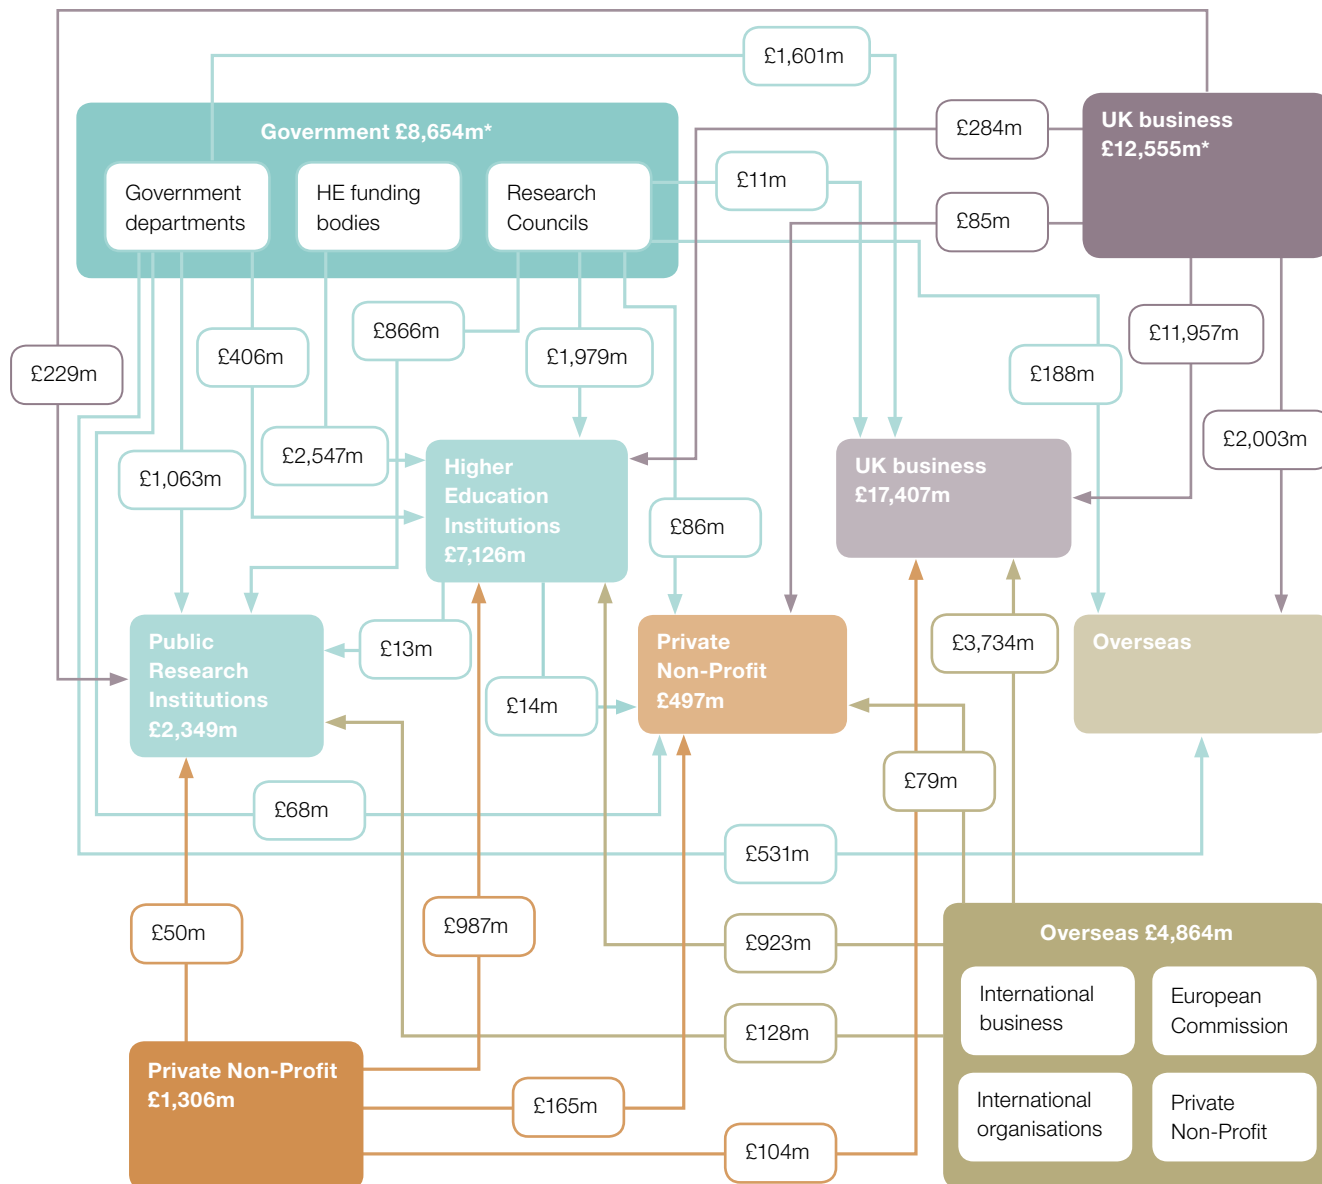 £1,601m
Government £8,654m*
UK business
£12,555m*
£284m
£11m
Government
departments
HE funding
bodies
Research
Councils
£85m
£866m
£11,957m
£406m
£1,979m
£229m
£188m
£2,003m
£2,547m
£1,063m
Higher
Education
Institutions
£7,126m
UK business
£17,407m
£86m
Public
Research
Institutions
£2,349m
£13m
Private
Non-Profit
£497m
£3,734m
Overseas
£14m
£79m
£68m
£531m
£50m
£987m
£923m
Overseas £4,864m
International
business
European
Commission
£128m
Private Non-Profit
£1,306m
£165m
International
organisations
Private
Non-Profit
£104m